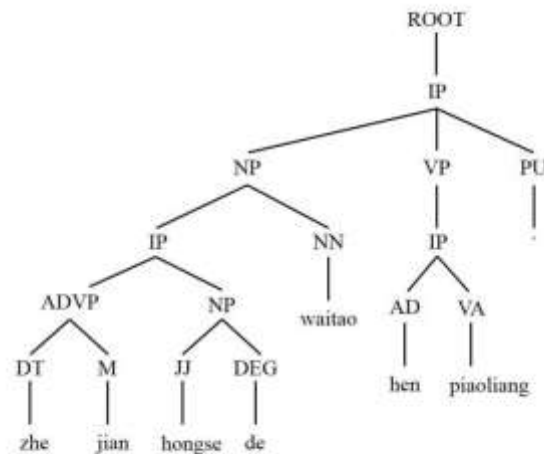 ROOT
IP
NP VP PU
IP NN IP .
ADVP NP waitao AD VA
DT M JJ DEG hen piaoliang
zhe jian hongse de